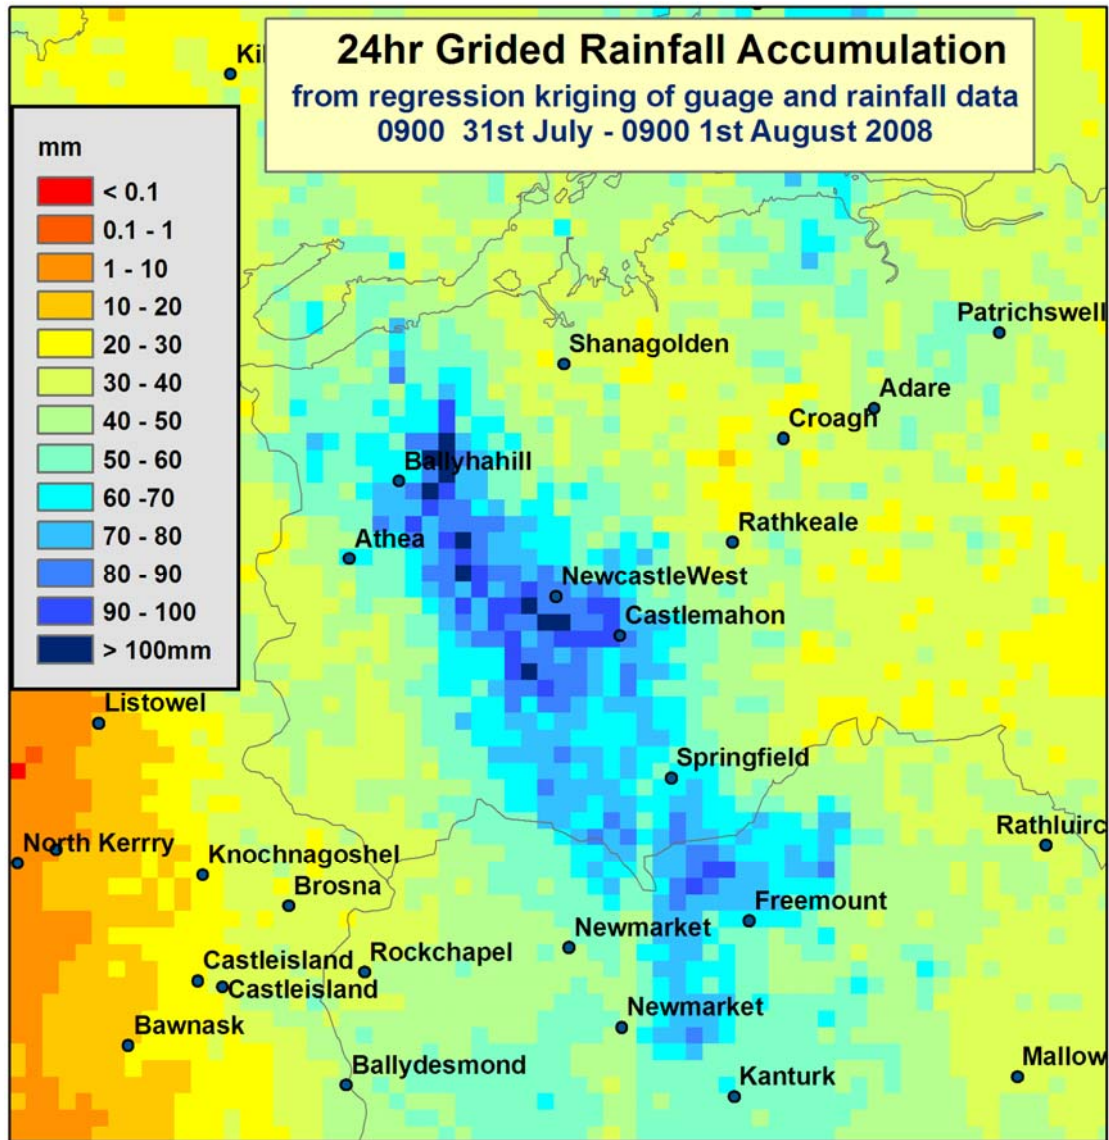 24hr Grided Rainfall Accumulation
from regression kriging of guage and rainfall data
0900 31st July - 0900 1st August 2008
Kil
mm
< 0.1
0.1 - 1
1 - 10
10 - 20
20 - 30
30 - 40
40 - 50
50 - 60
60 -70
70 - 80
80 - 90
90 - 100
> 100mm
Patrichswell
Shanagolden
Adare
Croagh
Ballyhahill
Rathkeale
Athea
NewcastleWest
Castlemahon
Listowel
Springfield
Rathluirc
North Kerrry
Knochnagoshel
Brosna
Freemount
Newmarket
Rockchapel
Castleisland
Castleisland
Newmarket
Bawnask
Ballydesmond
Mallow
Kanturk